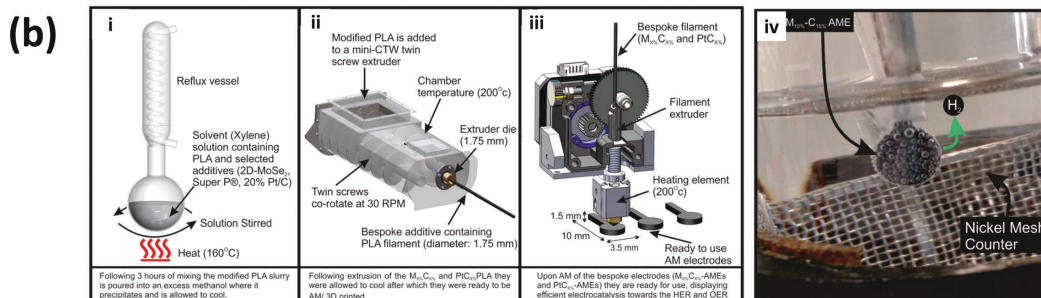 (b)
i
Reflux vessel
Solvent (Xylene)
solution containing
PLA and selected
additives (2D-MoSe₂,
Super P®, 20% Pt/C)
Solution Stirred
Heat (160°C)
Following 3 hours of mixing the modified PLA slurry
is poured into an excess methanol where it
precipitates and is allowed to cool.
ii
Modified PLA is added
to a mini-CTW twin
screw extruder
Chamber
temperature (200°c)
Extruder die
(1.75 mm)
Twin screws
co-rotate at 30 RPM
Bespoke additive containing
PLA filament (diameter: 1.75 mm)
Following extrusion of the MₓC ₓ% and PtCₓ%PLA they
were allowed to cool after which they were ready to be
AM/ 3D printed
iii
Bespoke filament
(Mₓ%Cₓ% and PtCₓ%)
Filament
extruder
Heating element
(200°c)
1.5 mm
10 mm
3.5 mm
Ready to use
AM electrodes
Upon AM of the bespoke electrodes (Mₓ%Cₓ%-AMEs
and PtCₓ%-AMEs) they are ready for use, displaying
efficient electrocatalysis towards the HER and OER
iv
M₁₀%-C₁₅% AME
H₂
Nickel Mesh
Counter